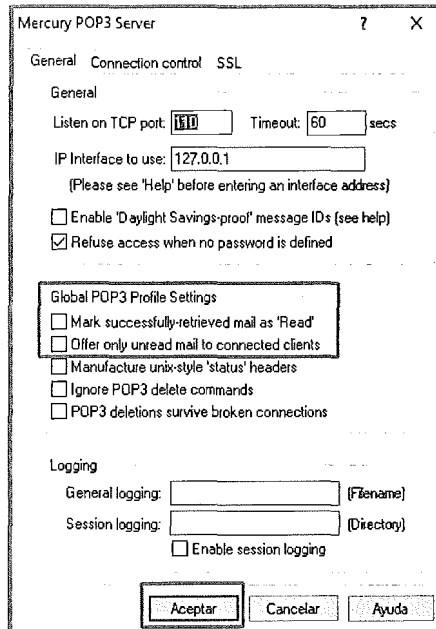 Mercury POP3 Server ? X
General Connection control SSL
General
Listen on TCP port: 110 Timeout: 60 secs
IP Interface to use: 127.0.0.1
(Please see 'Help' before entering an interface address)
Enable 'Daylight Savings-proof' message IDs (see help)
Refuse access when no password is defined
Global POP3 Profile Settings
Mark successfully-retrieved mail as 'Read'
Offer only unread mail to connected clients
Manufacture unix-style 'status' headers
Ignore POP3 delete commands
POP3 deletions survive broken connections
Logging
General logging: (Filename)
Session logging: (Directory)
Enable session logging
Aceptar Cancelar Ayuda